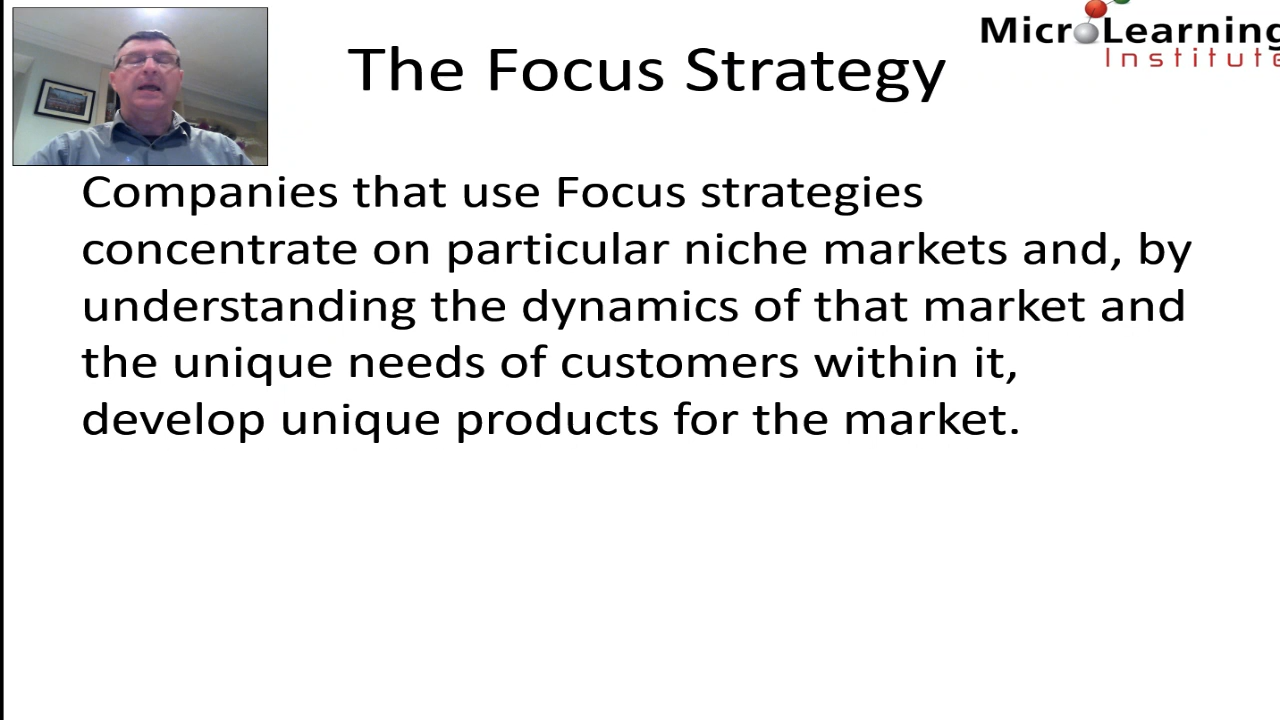 The Focus Strategy
MicroLearning
Institute
Companies that use Focus strategies
concentrate on particular niche markets and, by
understanding the dynamics of that market and
the unique needs of customers within it,
develop unique products for the market.